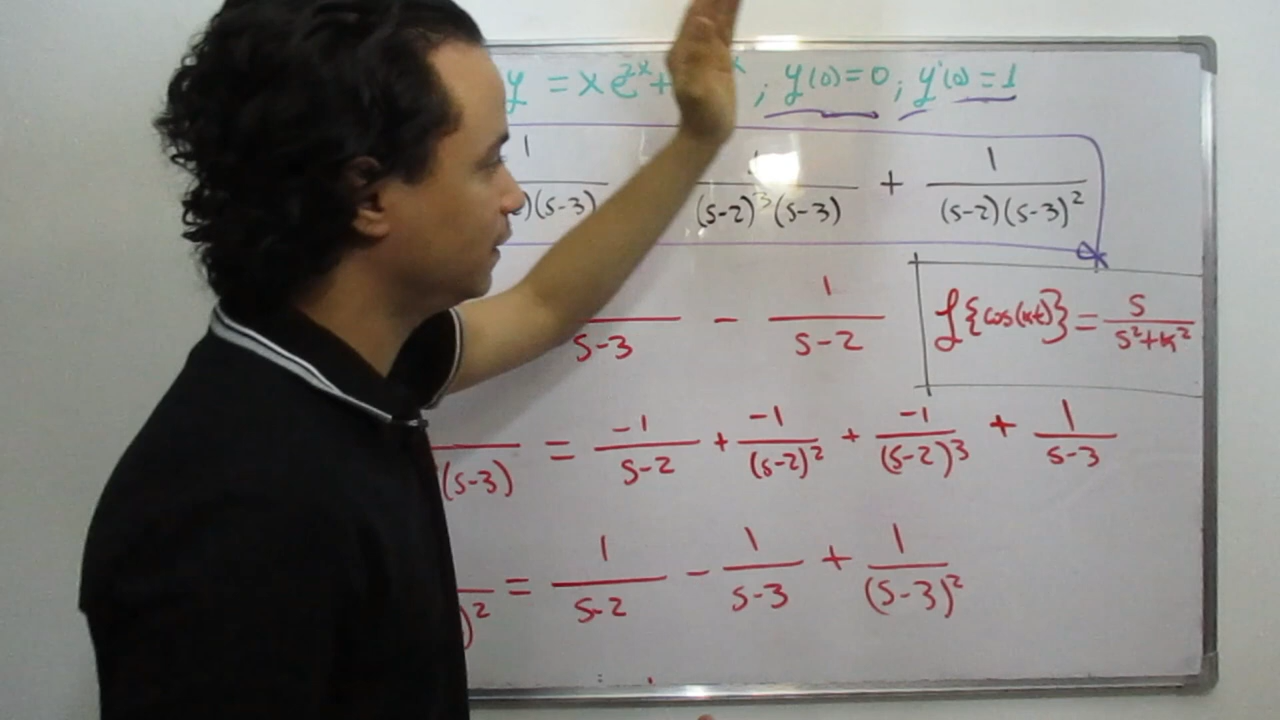 y = xe^2x + x ; y(0)=0 ; y'(0)=1
1 / )(s-3) 1 / (s-2)^3(s-3) + 1 / (s-2)(s-3)^2
s-3 - 1 / s-2
ℒ{cos(kt)} = s / s^2+k^2
(s-3) = -1 / s-2 + -1 / (s-2)^2 + -1 / (s-2)^3 + 1 / s-3
)^2 = 1 / s-2 - 1 / s-3 + 1 / (s-3)^2